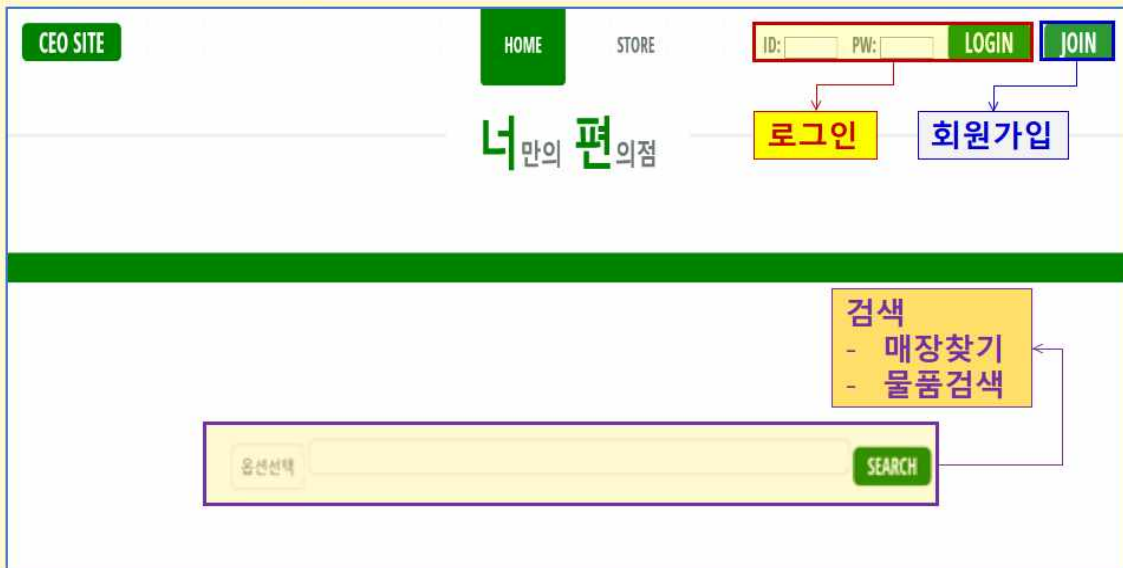 CEO SITE
HOME
STORE
ID:
PW:
LOGIN
JOIN
로그인
회원가입
너만의 편의점
검색
- 매장찾기
- 물품검색
옵션선택
SEARCH